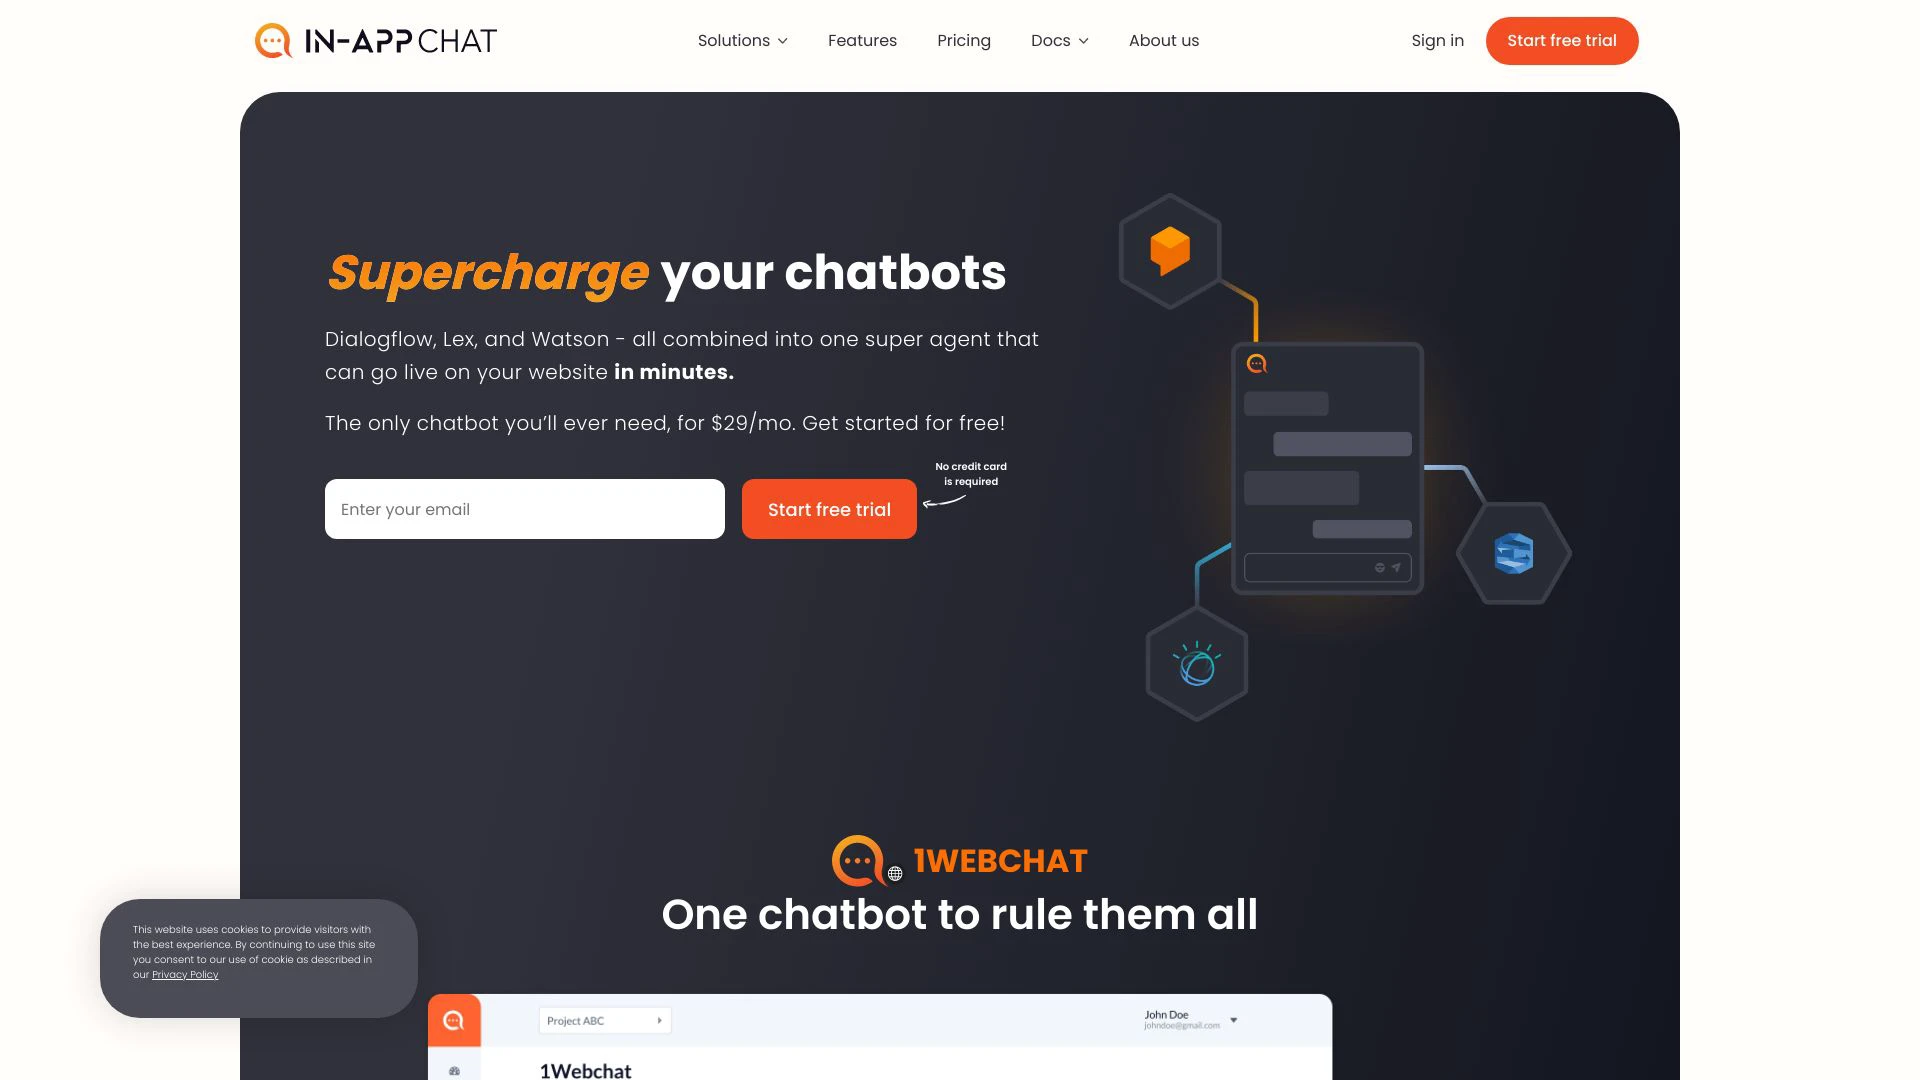 IN-APP CHAT
Solutions
Features
Pricing
Docs
About us
Sign in
Start free trial
Supercharge your chatbots
Dialogflow, Lex, and Watson - all combined into one super agent that
can go live on your website in minutes.
The only chatbot you’ll ever need, for $29/mo. Get started for free!
No credit card
is required
Enter your email
Start free trial
1WEBCHAT
One chatbot to rule them all
This website uses cookies to provide visitors with
the best experience. By continuing to use this site
you consent to our use of cookie as described in
our Privacy Policy
Project ABC
John Doe
johndoe@gmail.com
1Webchat